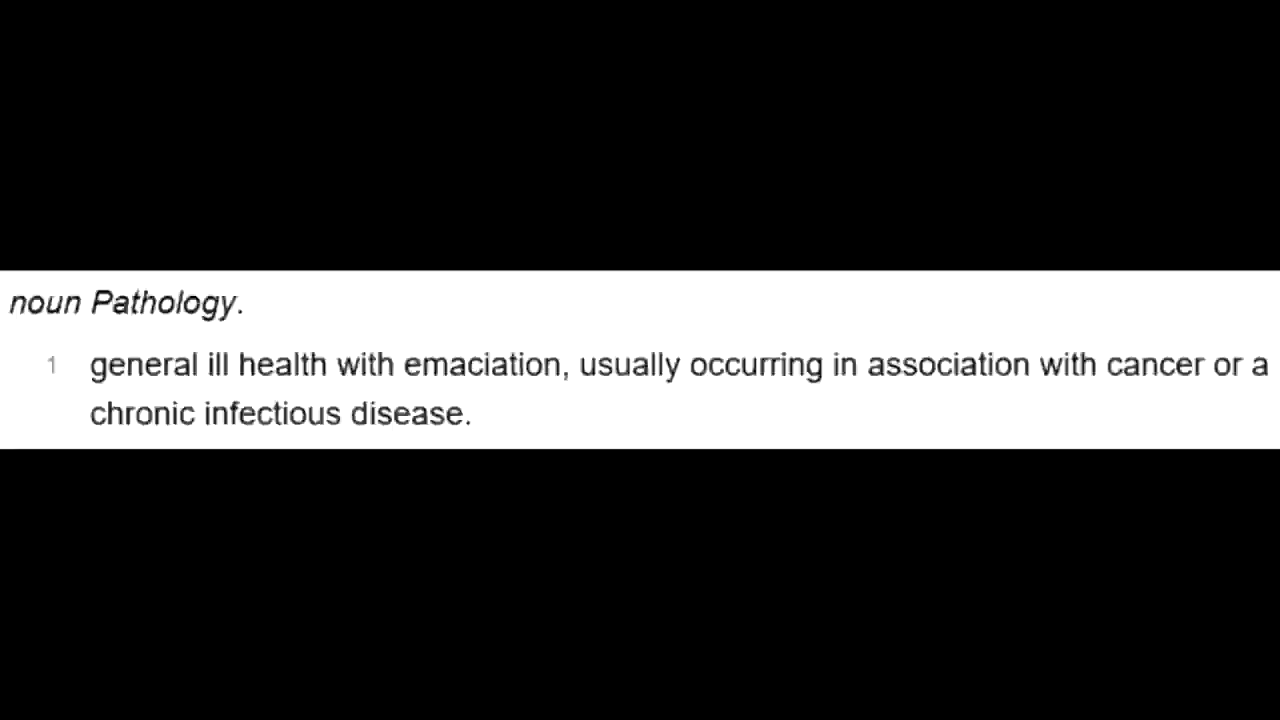 noun Pathology.
1 general ill health with emaciation, usually occurring in association with cancer or a
chronic infectious disease.